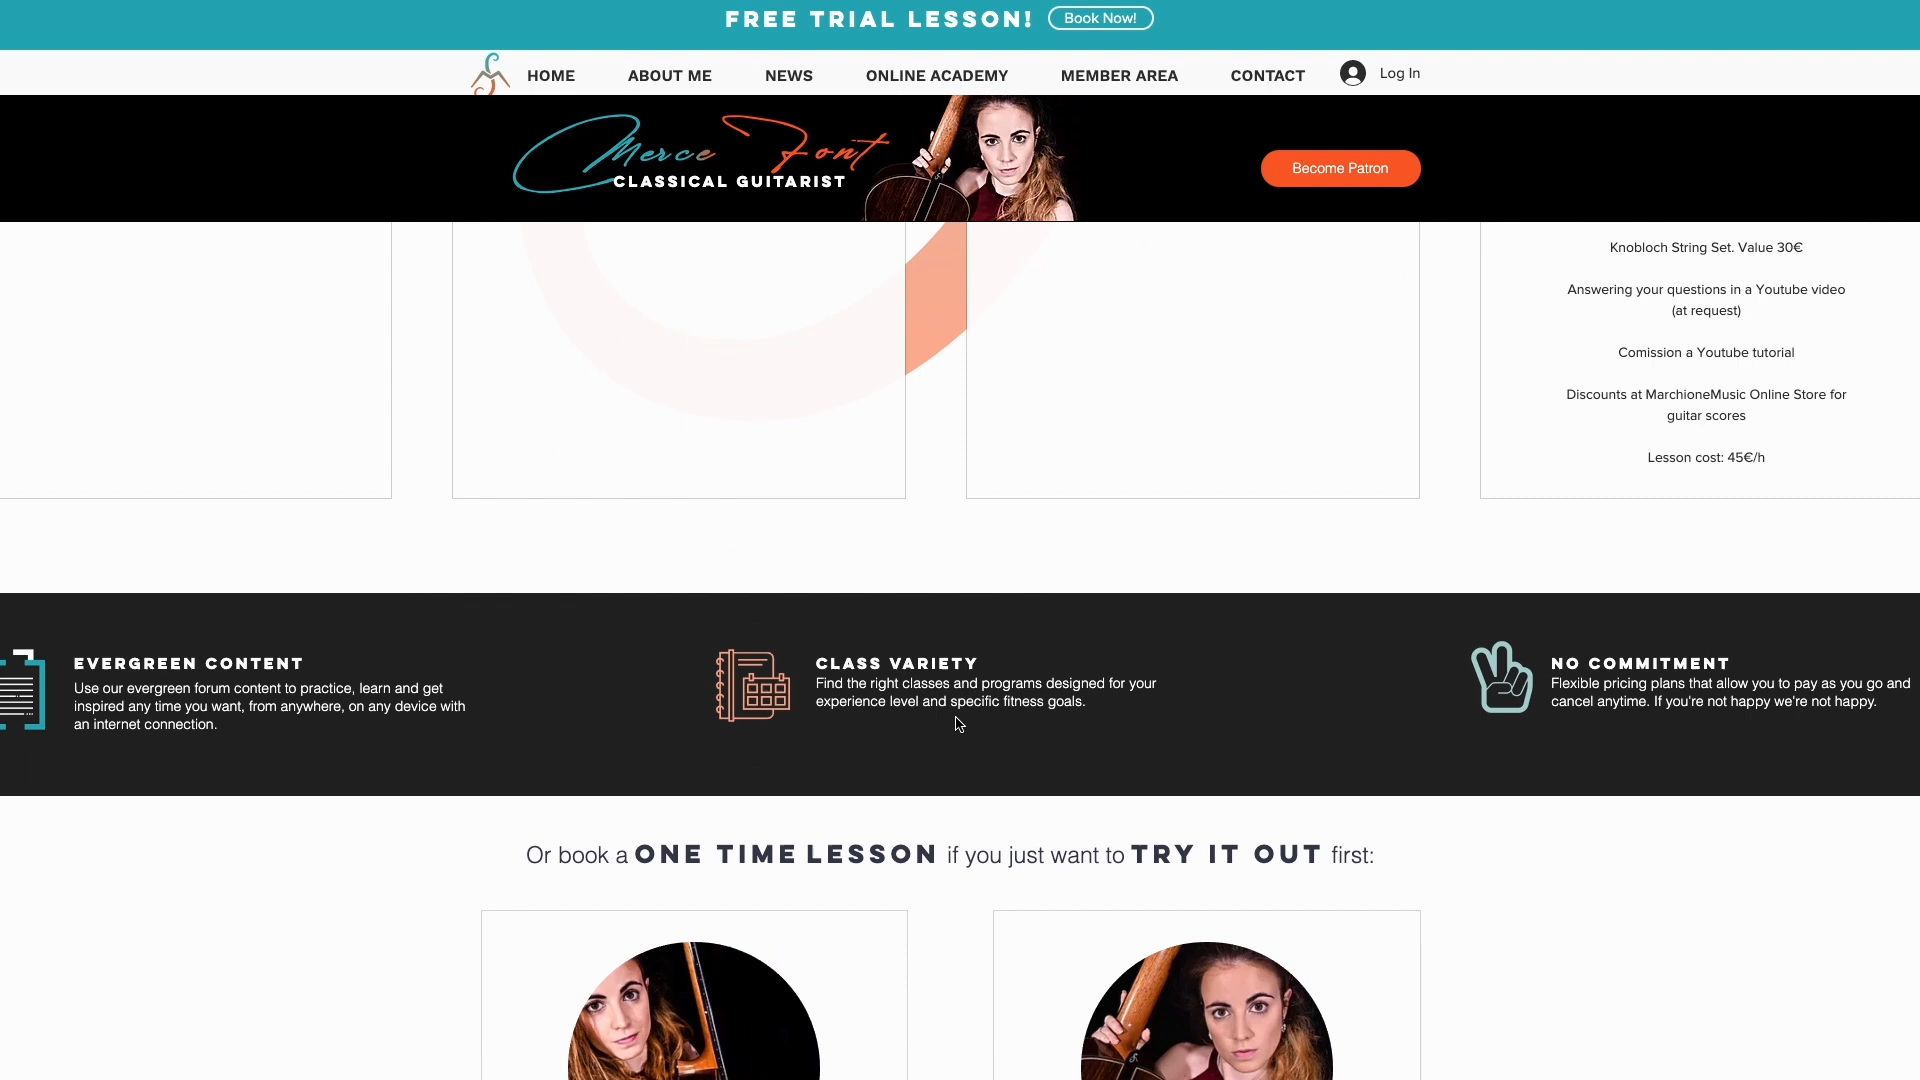 FREE TRIAL LESSON! Book Now!
HOME ABOUT ME NEWS ONLINE ACADEMY MEMBER AREA CONTACT Log In
Merce Font
CLASSICAL GUITARIST
Become Patron
Knobloch String Set. Value 30€
Answering your questions in a Youtube video
(at request)
Comission a Youtube tutorial
Discounts at MarchioneMusic Online Store for
guitar scores
Lesson cost: 45€/h
EVERGREEN CONTENT
Use our evergreen forum content to practice, learn and get
inspired any time you want, from anywhere, on any device with
an internet connection.
CLASS VARIETY
Find the right classes and programs designed for your
experience level and specific fitness goals.
NO COMMITMENT
Flexible pricing plans that allow you to pay as you go and
cancel anytime. If you're not happy we're not happy.
Or book a ONE TIME LESSON if you just want to TRY IT OUT first: